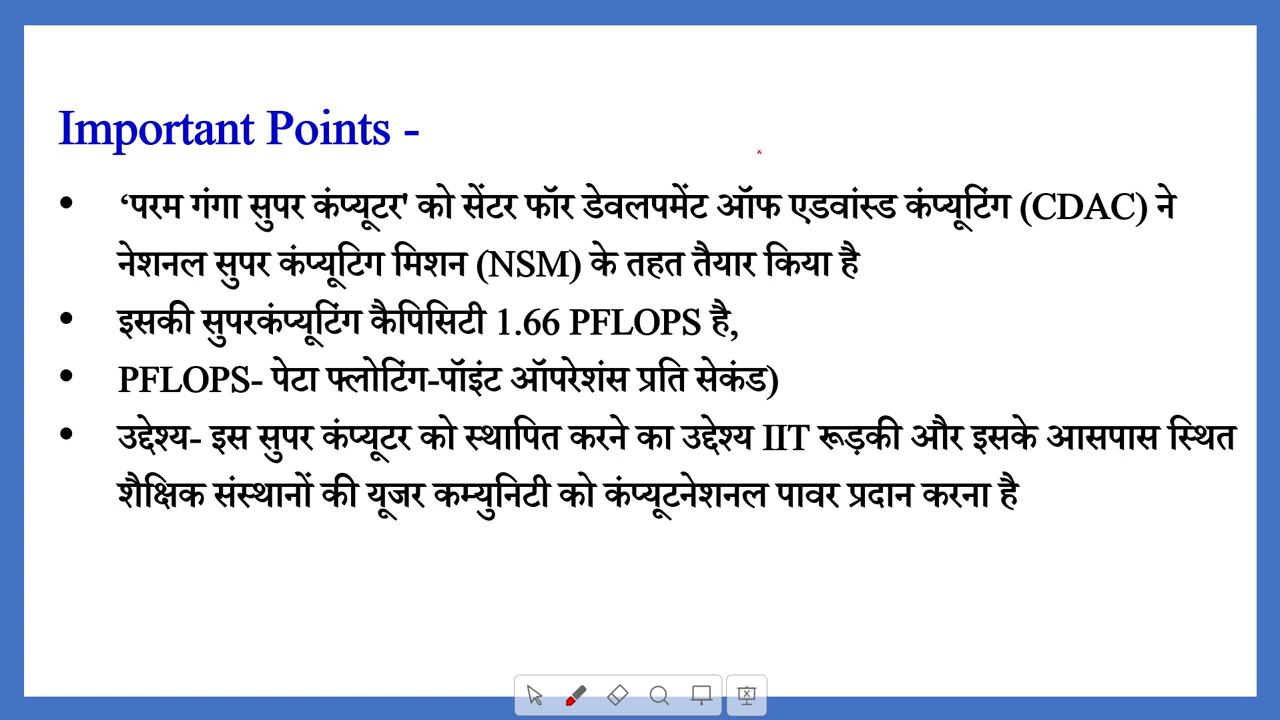 Important Points -
• ‘परम गंगा सुपर कंप्यूटर' को सेंटर फॉर डेवलपमेंट ऑफ एडवांस्ड कंप्यूटिंग (CDAC) ने
नेशनल सुपर कंप्यूटिग मिशन (NSM) के तहत तैयार किया है
• इसकी सुपरकंप्यूटिंग कैपिसिटी 1.66 PFLOPS है,
• PFLOPS- पेटा फ्लोटिंग-पॉइंट ऑपरेशंस प्रति सेकंड)
• उद्देश्य- इस सुपर कंप्यूटर को स्थापित करने का उद्देश्य IIT रूड़की और इसके आसपास स्थित
शैक्षिक संस्थानों की यूजर कम्युनिटी को कंप्यूटनेशनल पावर प्रदान करना है